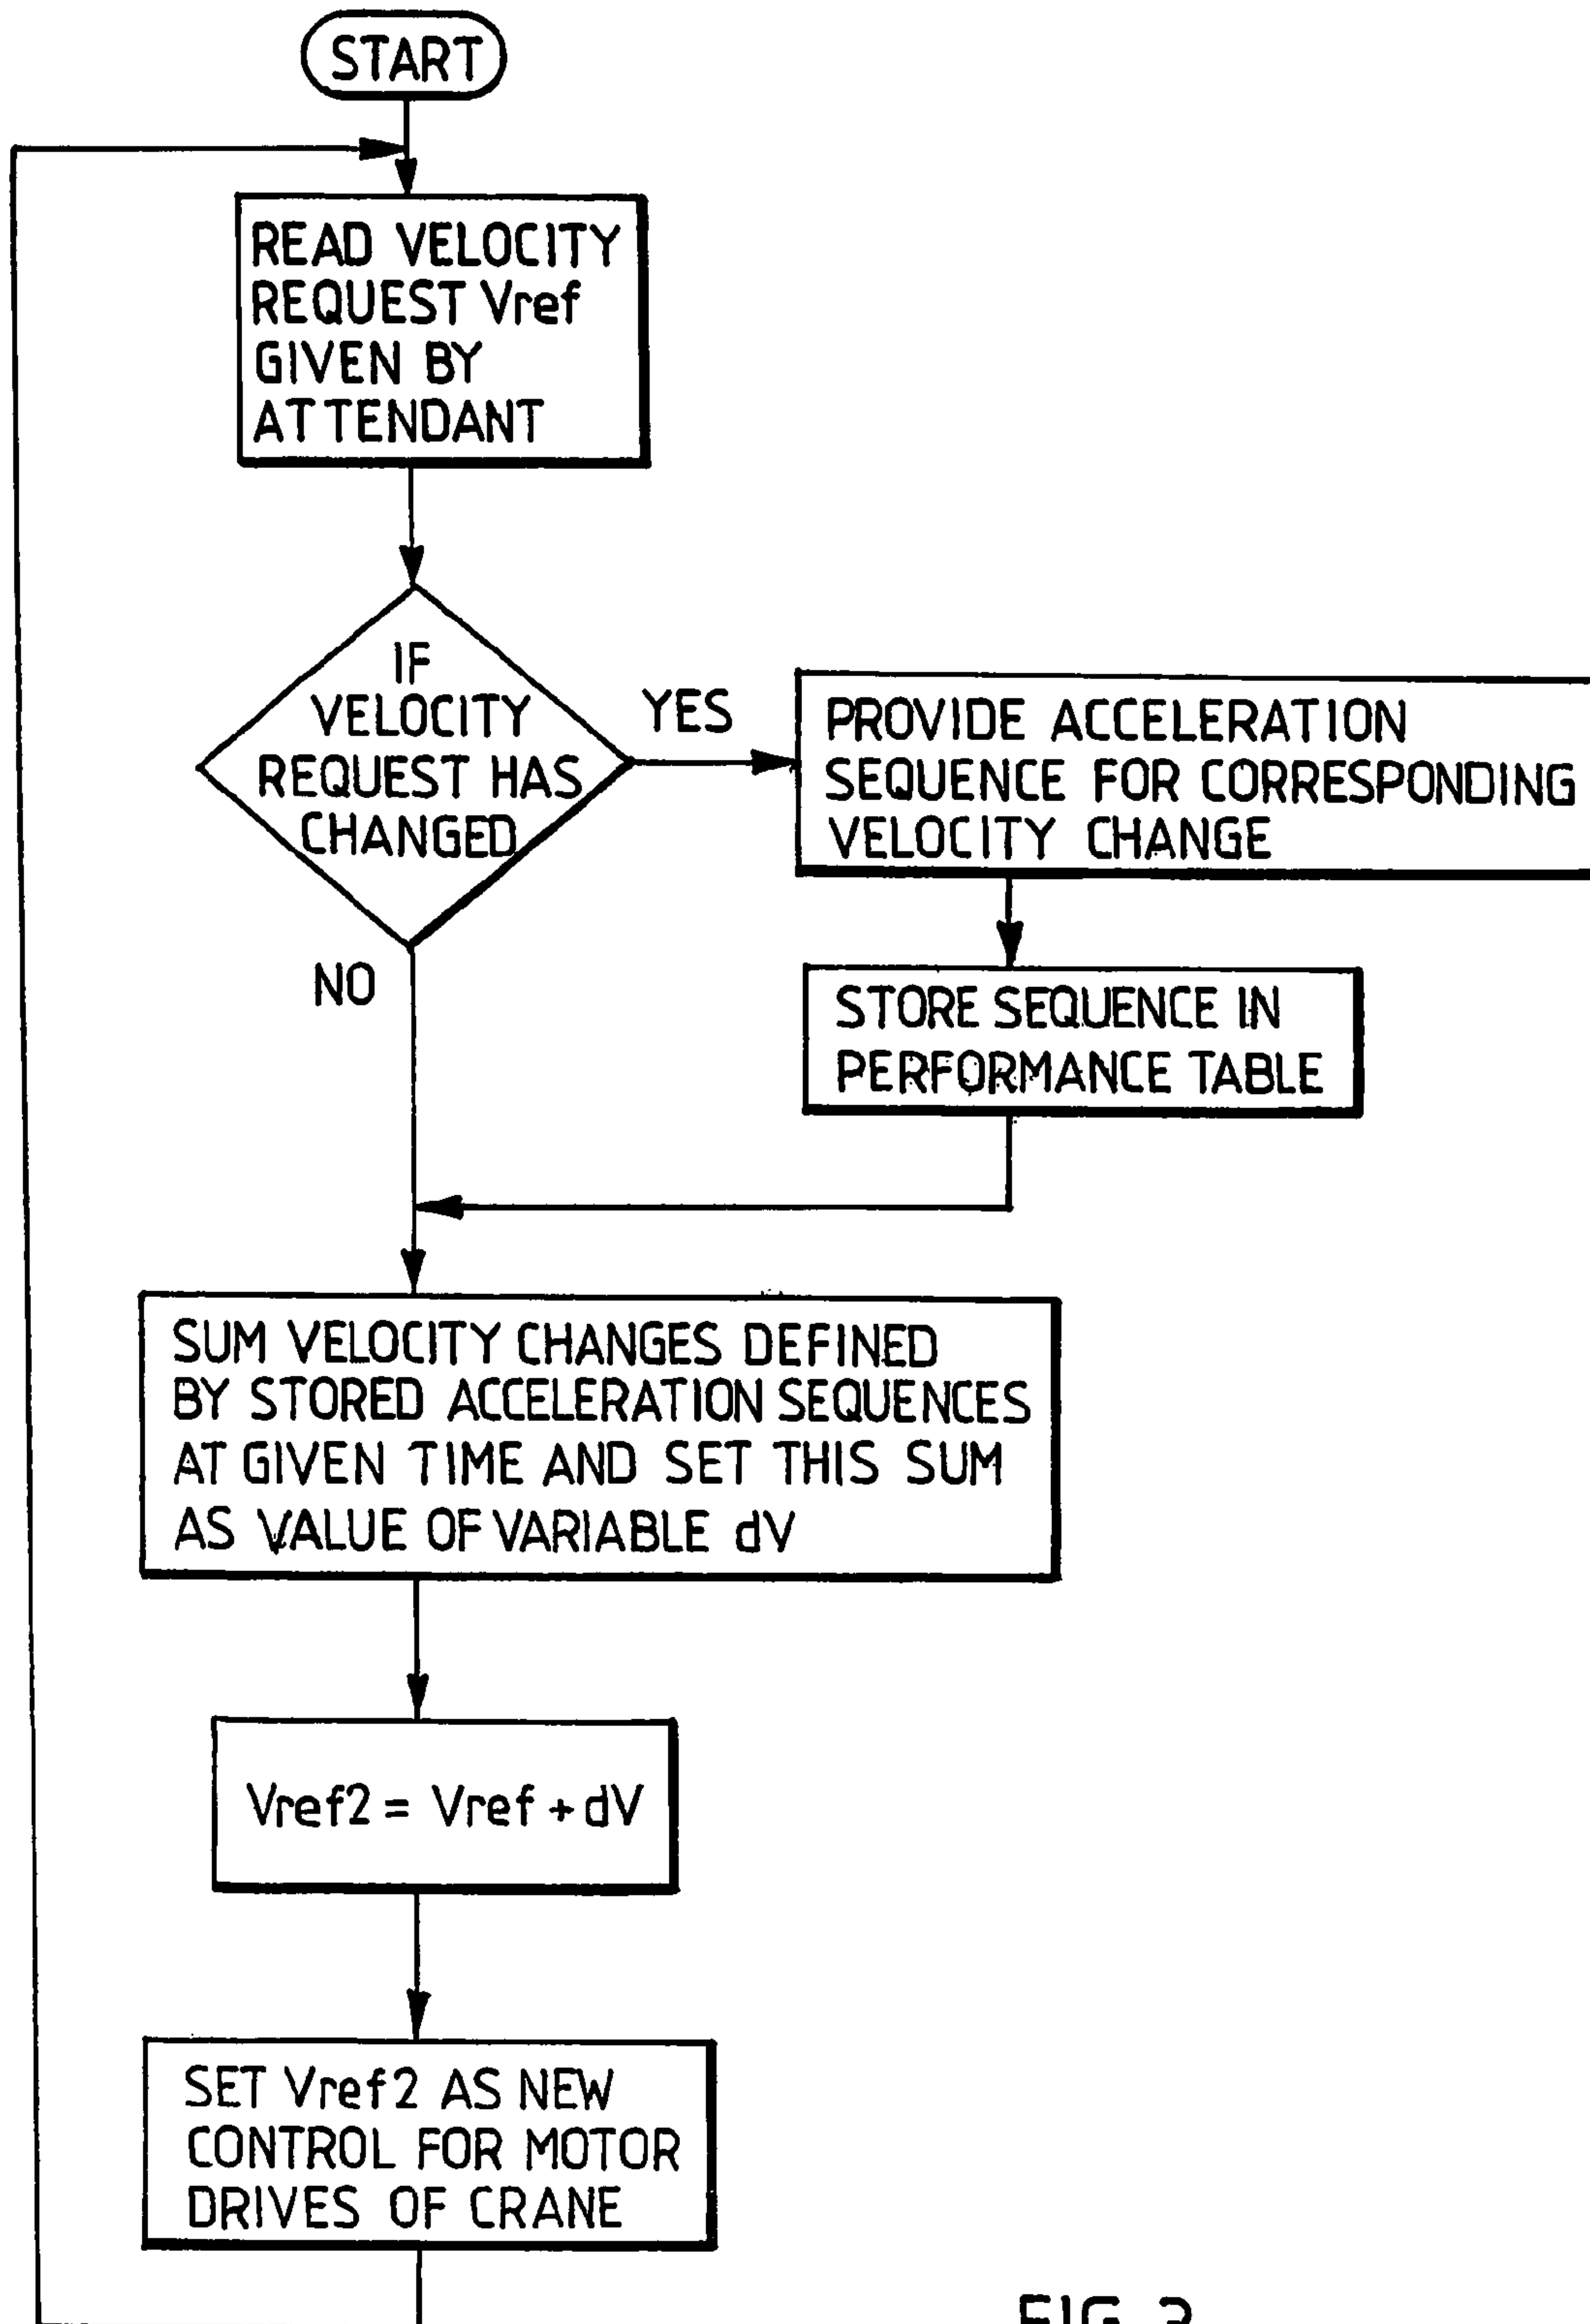 START
READ VELOCITY
REQUEST Vref
GIVEN BY
ATTENDANT
IF
VELOCITY
REQUEST HAS
CHANGED
YES
PROVIDE ACCELERATION
SEQUENCE FOR CORRESPONDING
VELOCITY CHANGE
NO
STORE SEQUENCE IN
PERFORMANCE TABLE
SUM VELOCITY CHANGES DEFINED
BY STORED ACCELERATION SEQUENCES
AT GIVEN TIME AND SET THIS SUM
AS VALUE OF VARIABLE dV
Vref2 = Vref + dV
SET Vref2 AS NEW
CONTROL FOR MOTOR
DRIVES OF CRANE